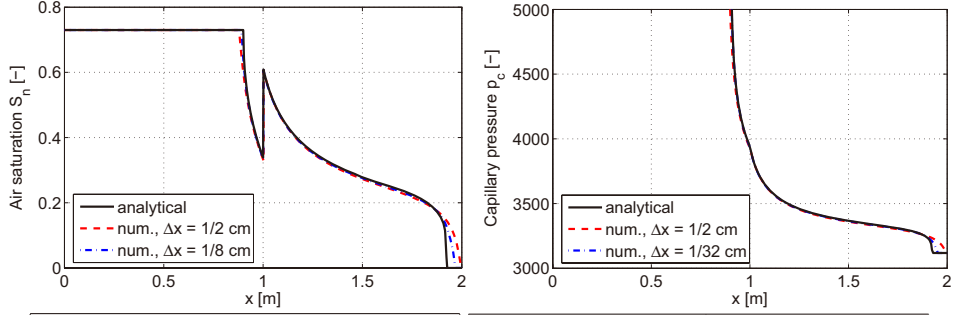 0.8
0.6
0.4
0.2
0
Air saturation S_n [−]
analytical
num., Δx = 1/2 cm
num., Δx = 1/8 cm
0 0.5 1 1.5 2
x [m]
5000
4500
4000
3500
3000
Capillary pressure p_c [−]
analytical
num., Δx = 1/2 cm
num., Δx = 1/32 cm
0 0.5 1 1.5 2
x [m]